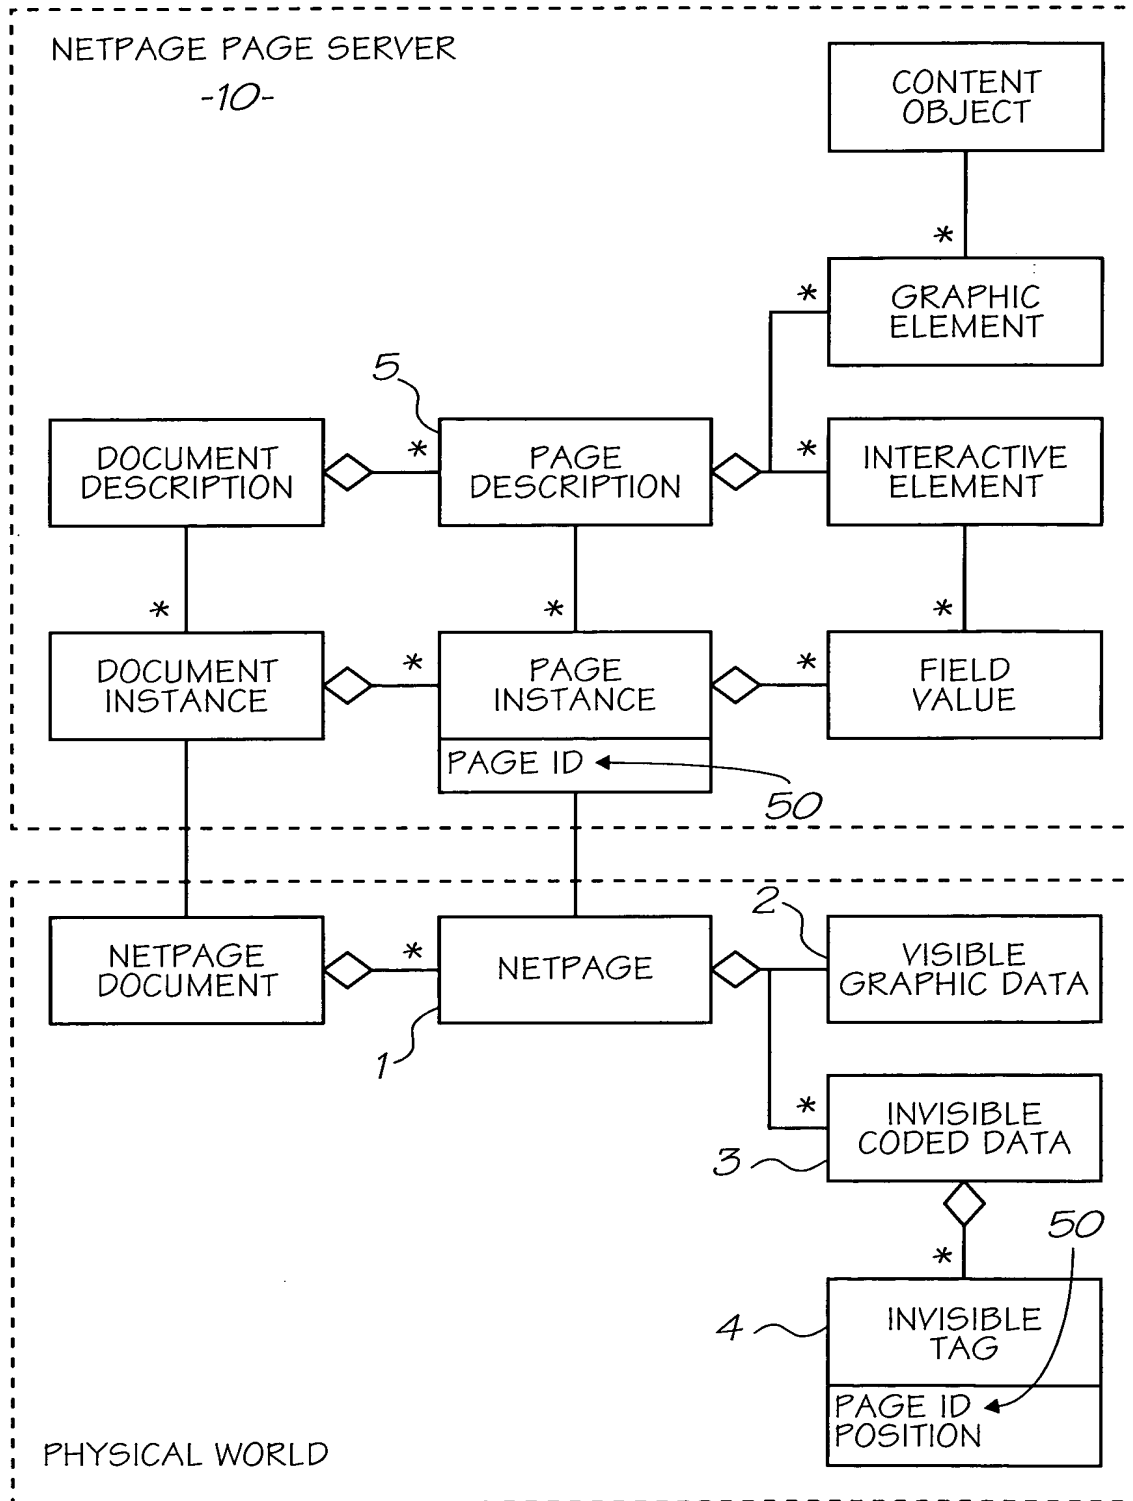 NETPAGE PAGE SERVER
-10-
CONTENT
OBJECT
*
*
GRAPHIC
ELEMENT
5
DOCUMENT
DESCRIPTION
*
PAGE
DESCRIPTION
*
INTERACTIVE
ELEMENT
*
*
*
DOCUMENT
INSTANCE
*
PAGE
INSTANCE
*
FIELD
VALUE
PAGE ID
50
2
NETPAGE
DOCUMENT
*
NETPAGE
VISIBLE
GRAPHIC DATA
1
*
INVISIBLE
CODED DATA
3
50
*
4
INVISIBLE
TAG
PAGE ID
POSITION
PHYSICAL WORLD